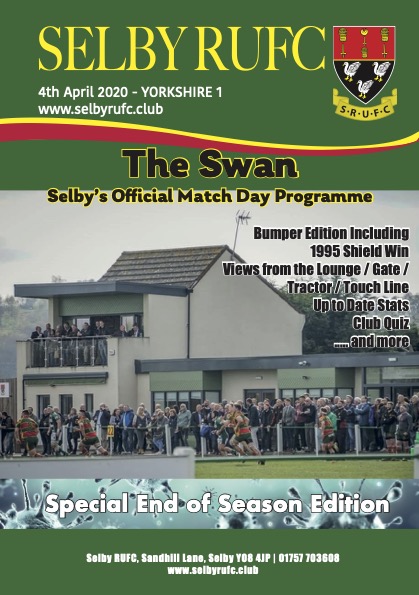 SELBY RUFC
4th April 2020 - YORKSHIRE 1
www.selbyrufc.club
S.R.U.F.C
The Swan
Selby's Official Match Day Programme
Bumper Edition Including
1995 Shield Win
Views from the Lounge / Gate /
Tractor / Touch Line
Up to Date Stats
Club Quiz
..... and more
Special End of Season Edition
Selby RUFC, Sandhill Lane, Selby YO8 4JP | 01757 703608
www.selbyrufc.club